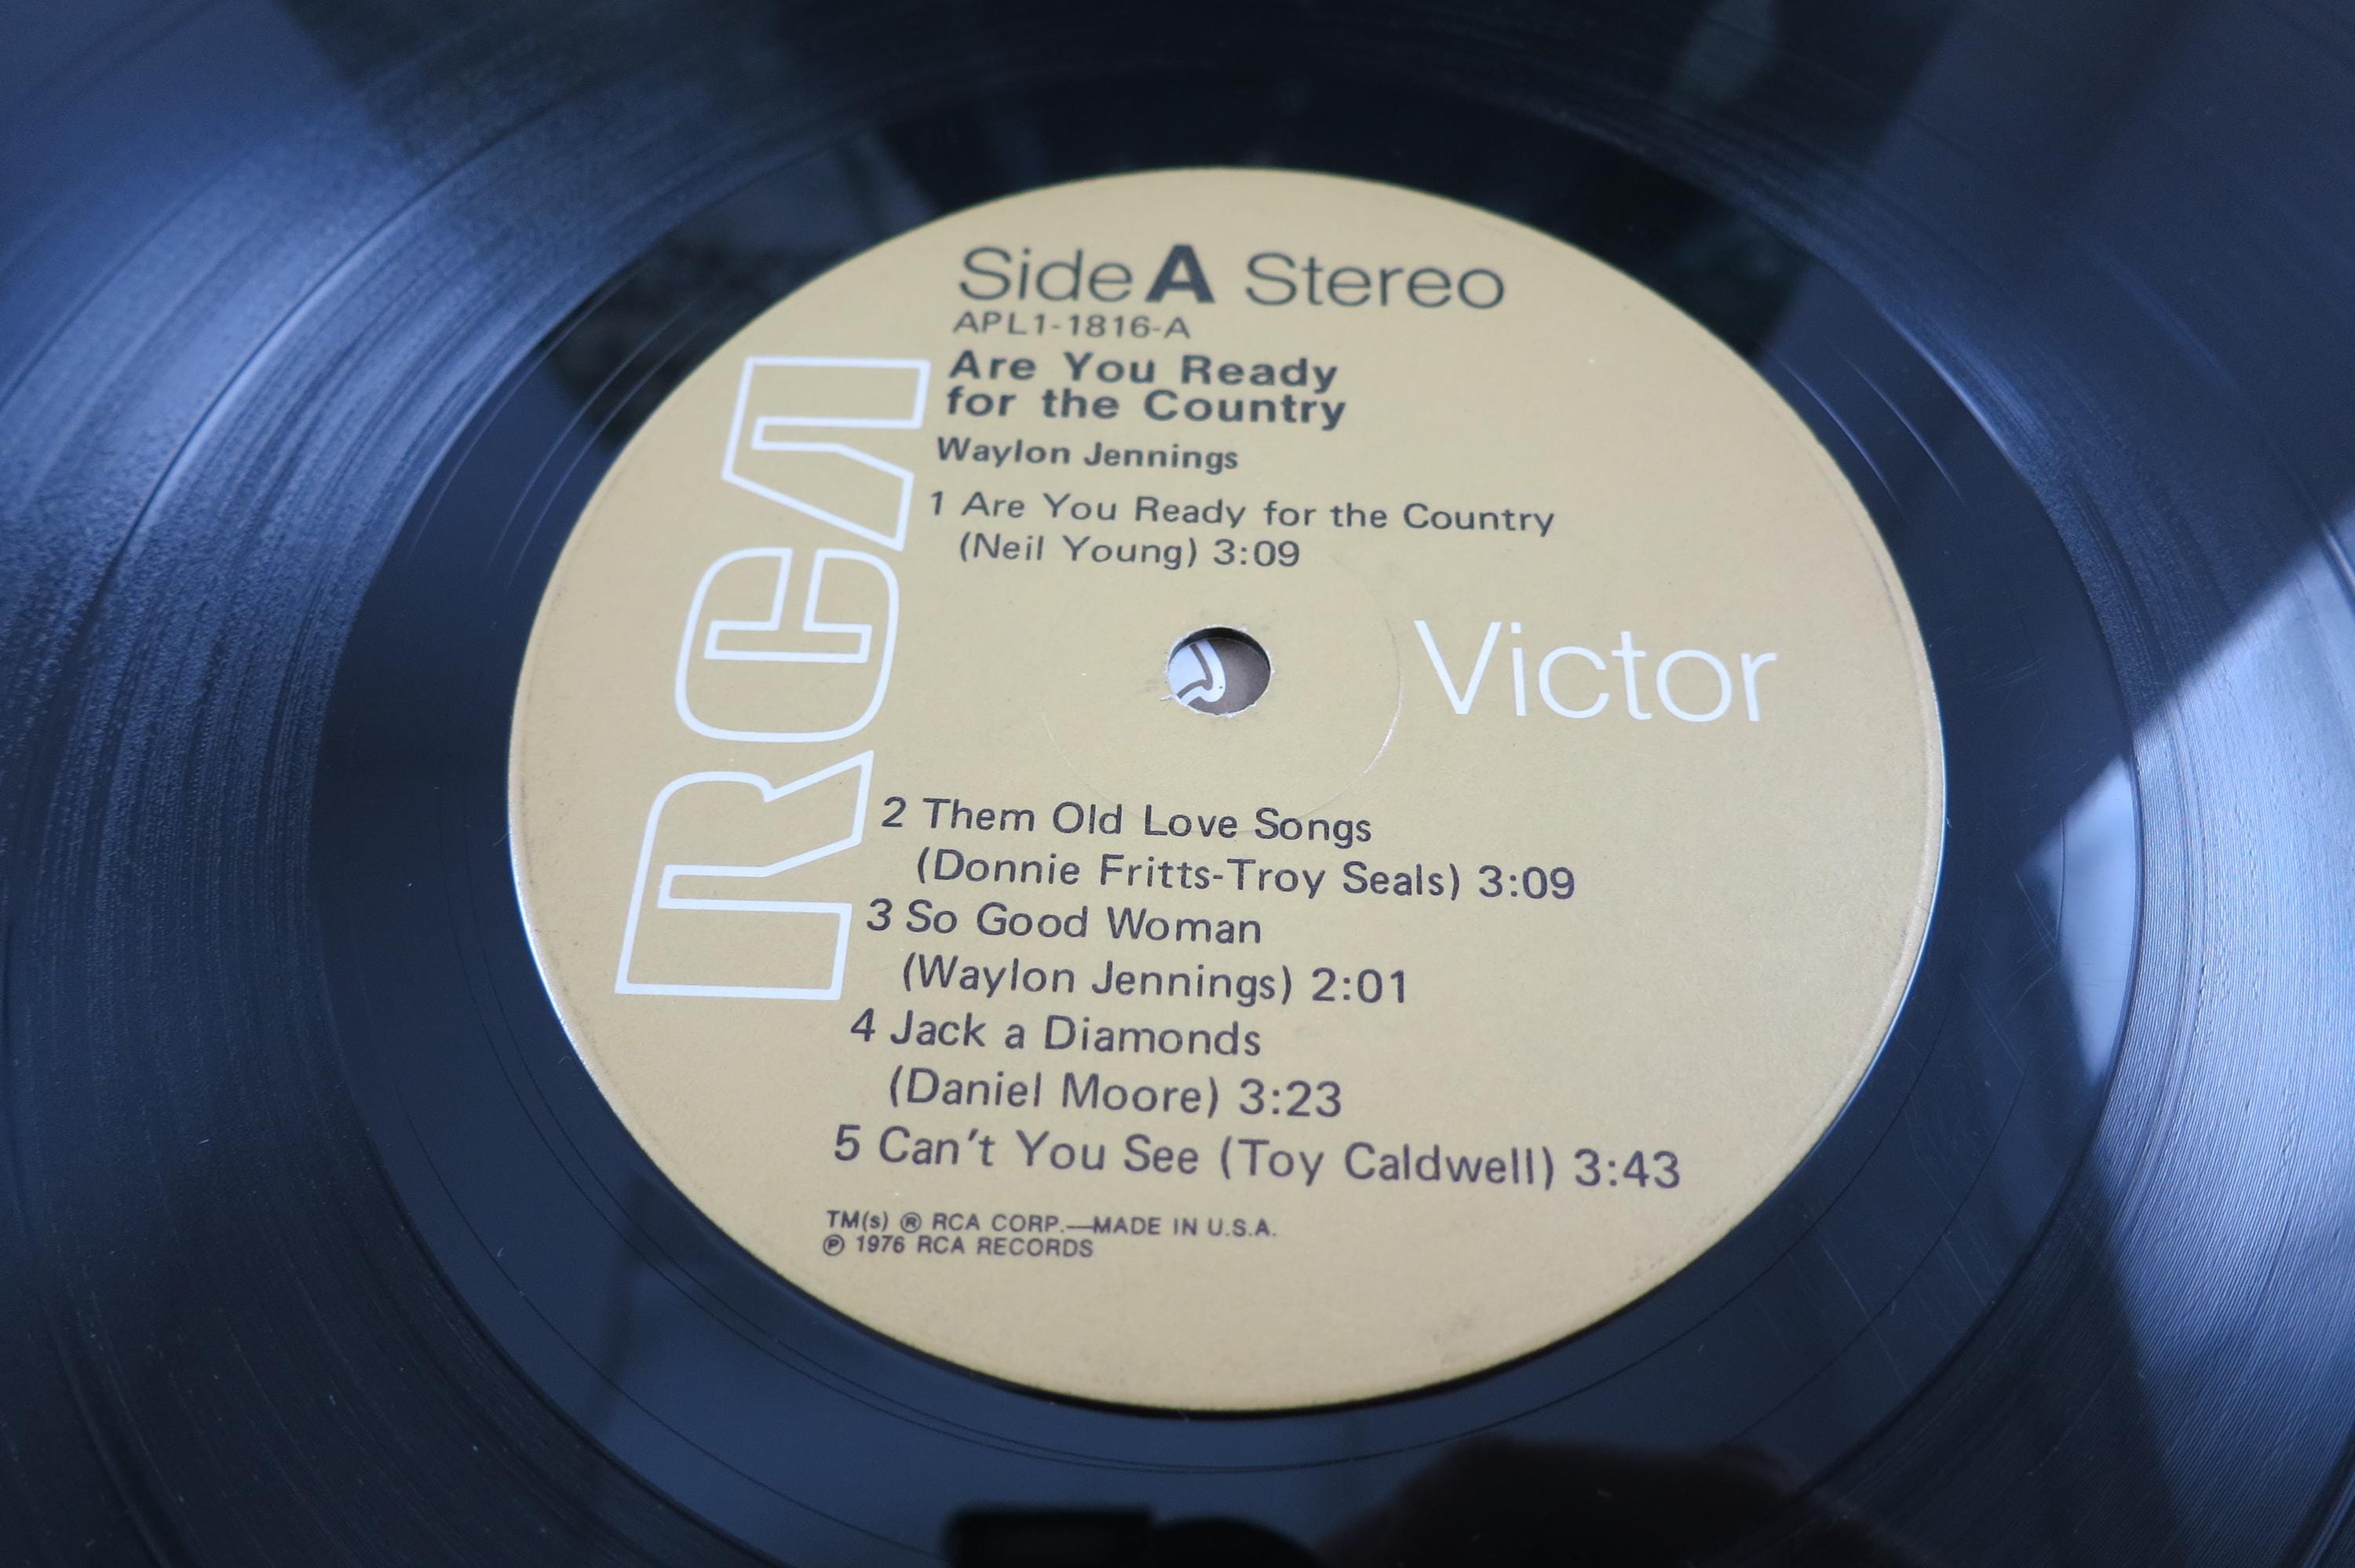 Side A Stereo
APL1-1816-A
Are You Ready
for the Country
Waylon Jennings
1 Are You Ready for the Country
(Neil Young) 3:09
RCA
Victor
2 Them Old Love Songs
(Donnie Fritts-Troy Seals) 3:09
3 So Good Woman
(Waylon Jennings) 2:01
4 Jack a Diamonds
(Daniel Moore) 3:23
5 Can't You See (Toy Caldwell) 3:43
TM(s) ® RCA CORP.—MADE IN U.S.A.
℗ 1976 RCA RECORDS